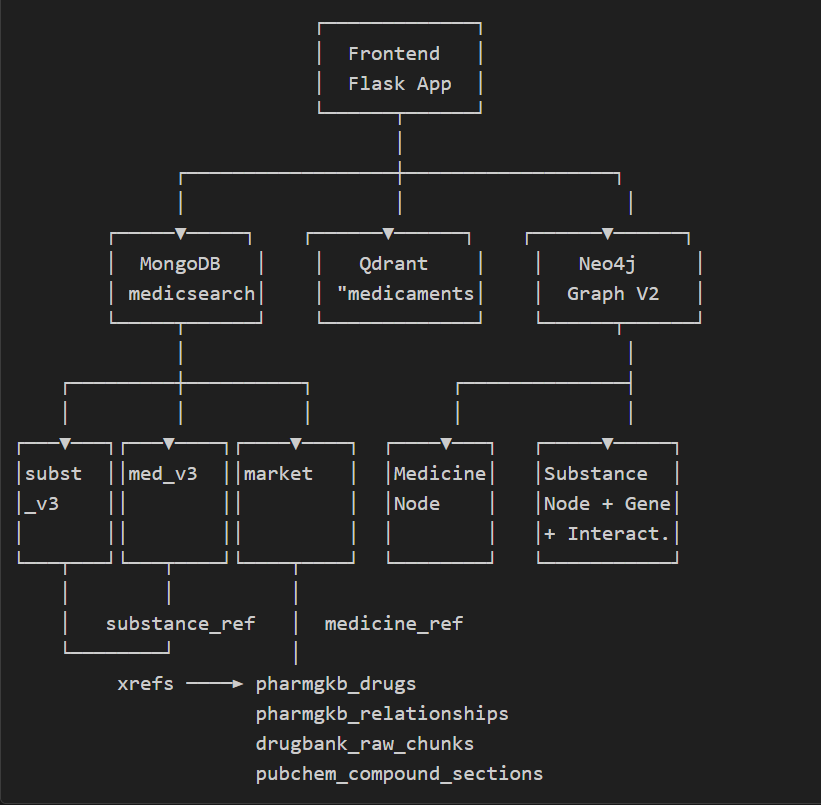 Frontend
Flask App
MongoDB Qdrant Neo4j
medicsearch "medicaments Graph V2
subst med_v3 market Medicine Substance
_v3 Node Node + Gene
+ Interact.
substance_ref medicine_ref
xrefs ────► pharmgkb_drugs
pharmgkb_relationships
drugbank_raw_chunks
pubchem_compound_sections